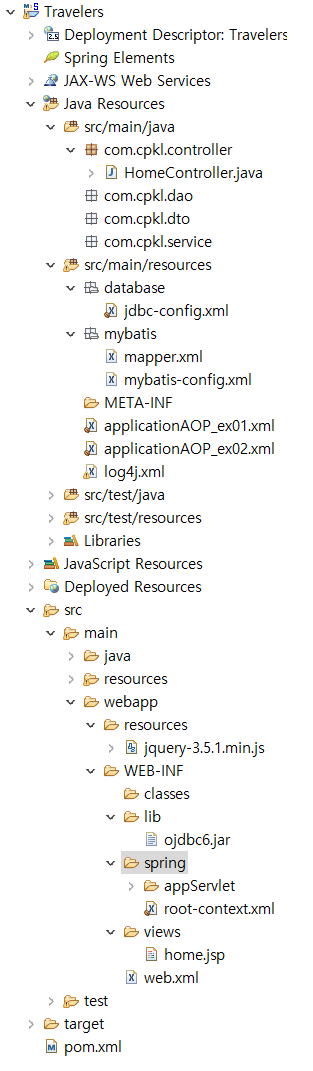 Travelers
Deployment Descriptor: Travelers
Spring Elements
JAX-WS Web Services
Java Resources
src/main/java
com.cpkl.controller
HomeController.java
com.cpkl.dao
com.cpkl.dto
com.cpkl.service
src/main/resources
database
jdbc-config.xml
mybatis
mapper.xml
mybatis-config.xml
META-INF
applicationAOP_ex01.xml
applicationAOP_ex02.xml
log4j.xml
src/test/java
src/test/resources
Libraries
JavaScript Resources
Deployed Resources
src
main
java
resources
webapp
resources
jquery-3.5.1.min.js
WEB-INF
classes
lib
ojdbc6.jar
spring
appServlet
root-context.xml
views
home.jsp
web.xml
test
target
pom.xml